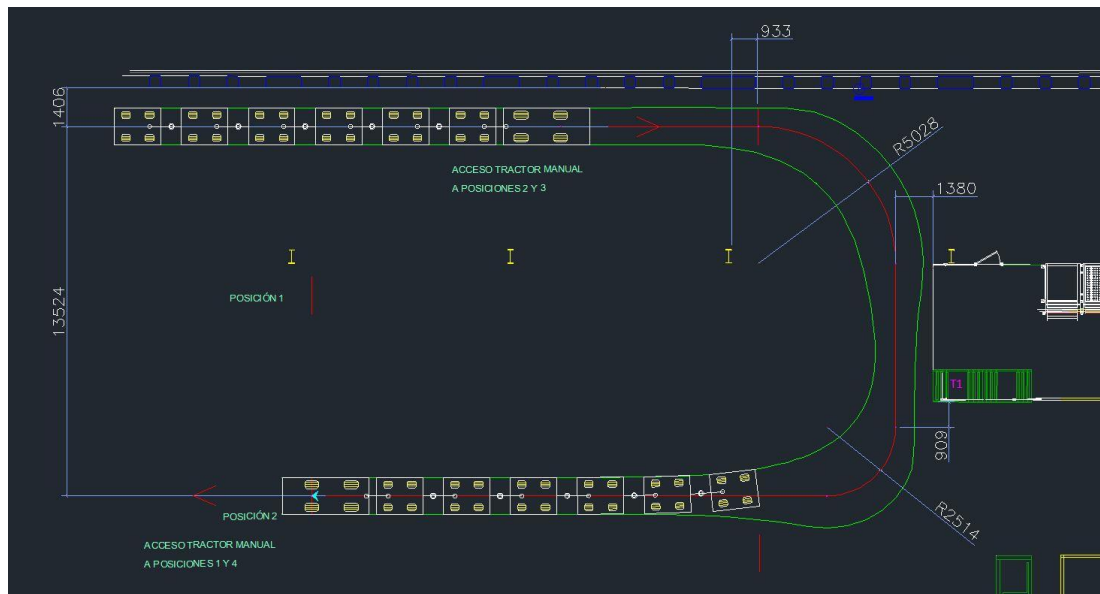 933
1406
R5028
ACCESO TRACTOR MANUAL
A POSICIONES 2 Y 3
1380
POSICIÓN 1
13524
T1
909
POSICIÓN 2
R2514
ACCESO TRACTOR MANUAL
A POSICIONES 1 Y 4